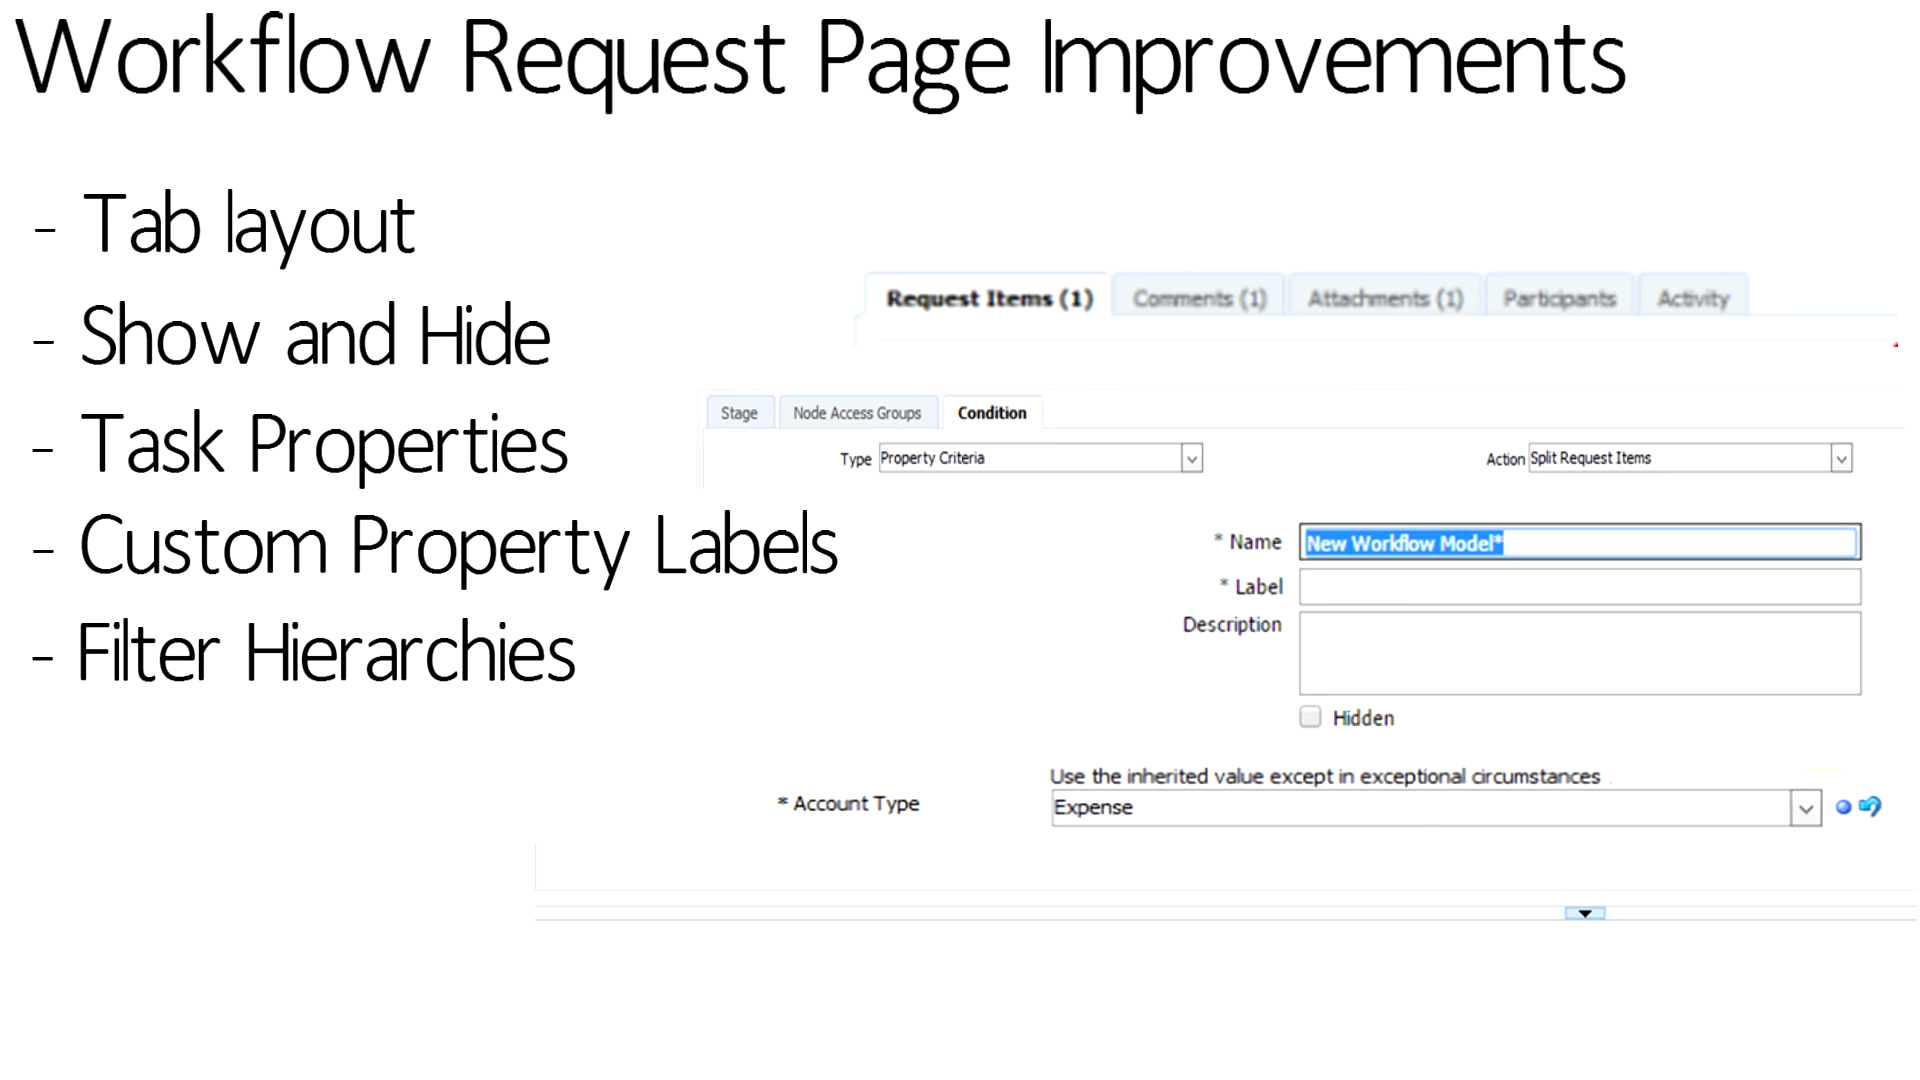 Workflow Request Page Improvements
- Tab layout
- Show and Hide
- Task Properties
- Custom Property Labels
- Filter Hierarchies
Request Items (1) Comments (1) Attachments (1) Participants Activity
Stage Node Access Groups Condition
Type Property Criteria Action Split Request Items
* Name New Workflow Model*
* Label
Description
Hidden
Use the inherited value except in exceptional circumstances
* Account Type Expense